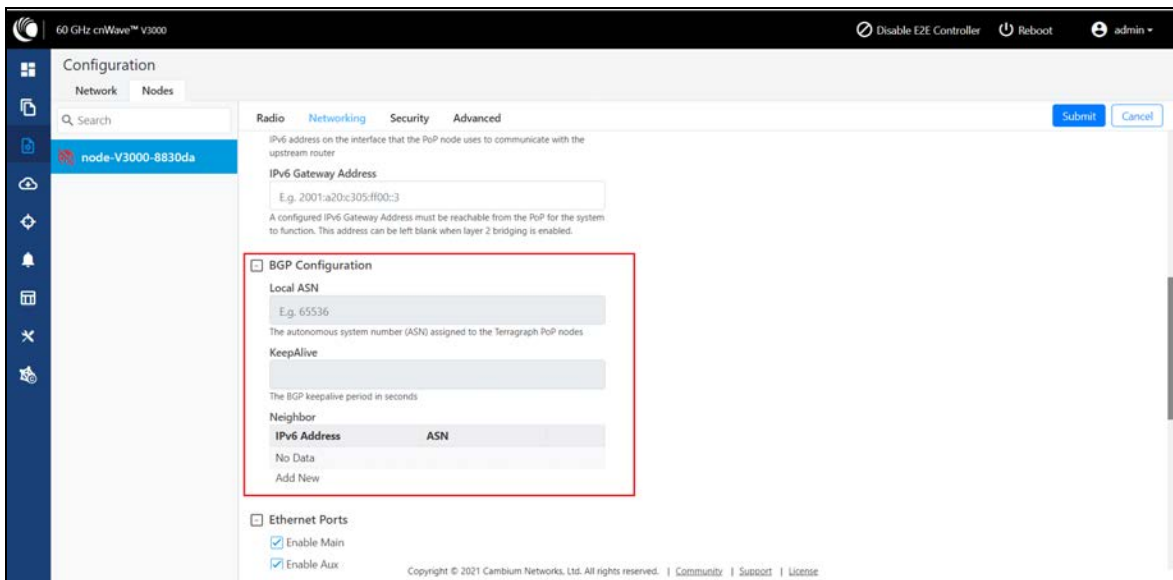 60 GHz cnWave™ V3000
Disable E2E Controller
Reboot
admin
Configuration
Network Nodes
Search
node-V3000-8830da
Radio Networking Security Advanced
Submit Cancel
IPv6 address on the interface that the PoP node uses to communicate with the
upstream router
IPv6 Gateway Address
E.g. 2001:a20:c305:ff00::3
A configured IPv6 Gateway Address must be reachable from the PoP for the system
to function. This address can be left blank when layer 2 bridging is enabled.
BGP Configuration
Local ASN
E.g. 65536
The autonomous system number (ASN) assigned to the Terragraph PoP nodes
KeepAlive
The BGP keepalive period in seconds
Neighbor
IPv6 Address ASN
No Data
Add New
Ethernet Ports
Enable Main
Enable Aux
Copyright © 2021 Cambium Networks, Ltd. All rights reserved. | Community | Support | License